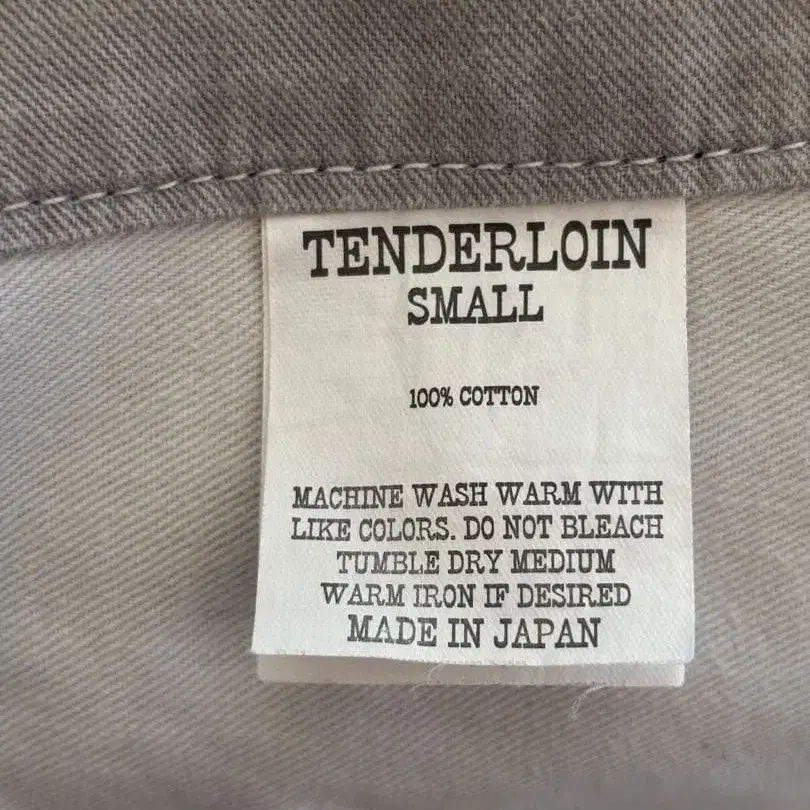 TENDERLOIN
SMALL
100% COTTON
MACHINE WASH WARM WITH
LIKE COLORS. DO NOT BLEACH
TUMBLE DRY MEDIUM
WARM IRON IF DESIRED
MADE IN JAPAN